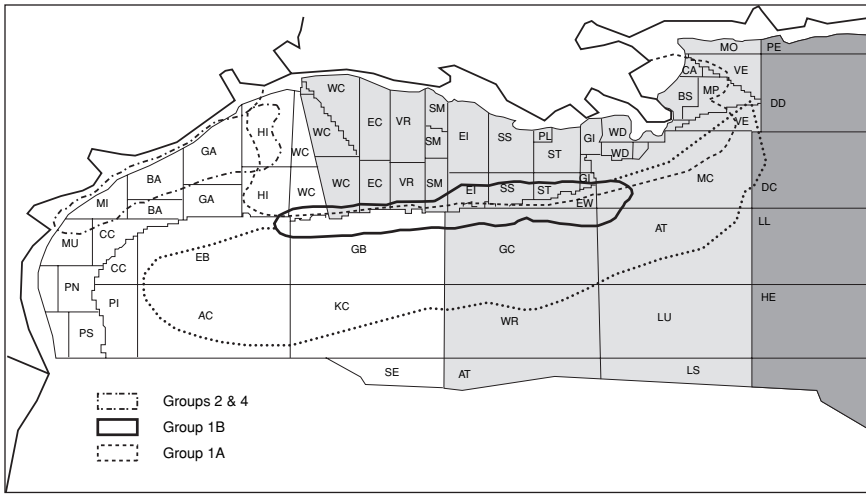 MO PE
CA VE
WC
BS MP
SM DD
HI EC VR EI SS PL GI WD VE
GA WC ST
WC SM WD
BA WC EC VR SM EI SS ST GI MC DC
HI WC
MI BA GA EW
MU CC AT LL
CC EB GB GC
PN
PI AC KC WR LU HE
PS
SE AT LS
Groups 2 & 4
Group 1B
Group 1A